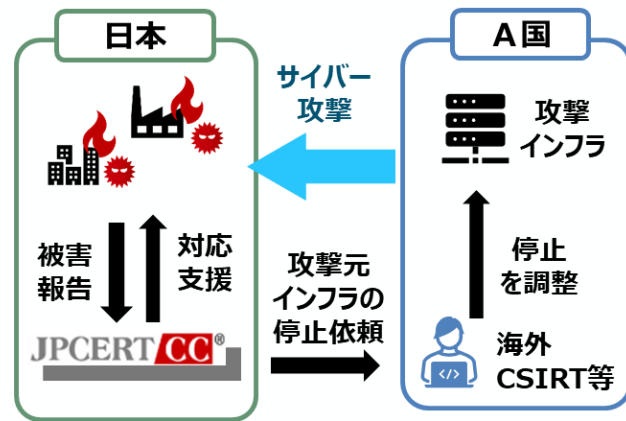 日本
A国
サイバー
攻撃
攻撃
インフラ
被害
報告
対応
支援
攻撃元
インフラの
停止依頼
停止
を調整
JPCERT CC®
海外
CSIRT等
</>